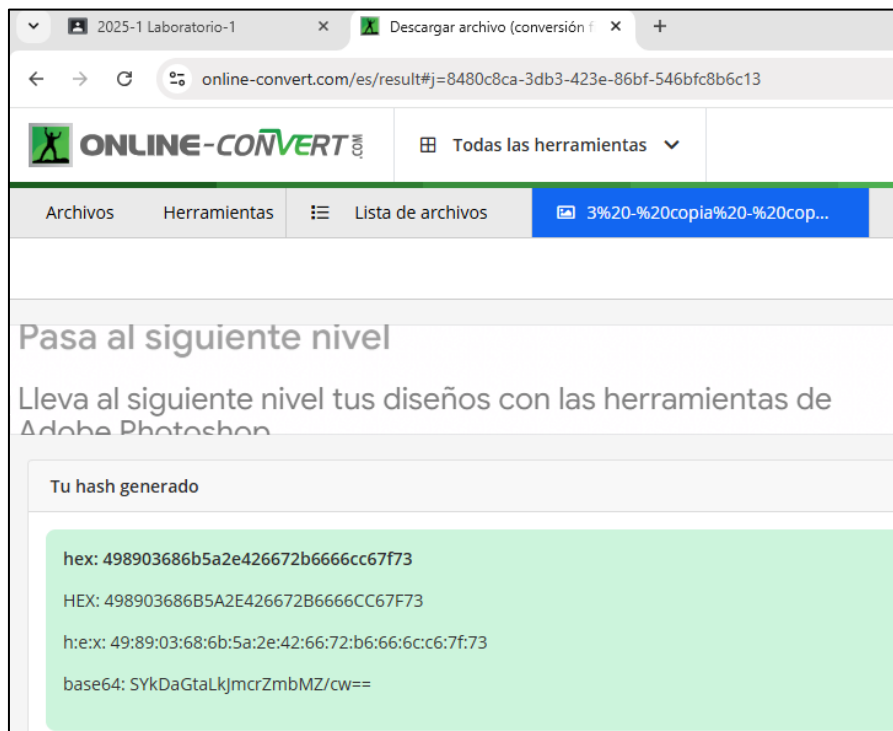 2025-1 Laboratorio-1
Descargar archivo (conversión f
online-convert.com/es/result#j=8480c8ca-3db3-423e-86bf-546bfc8b6c13
ONLINE-CONVERT.COM
Todas las herramientas
Archivos
Herramientas
Lista de archivos
3%20-%20copia%20-%20cop...
Pasa al siguiente nivel
Lleva al siguiente nivel tus diseños con las herramientas de
Adobe Photoshop
Tu hash generado
hex: 498903686b5a2e426672b6666cc67f73
HEX: 498903686B5A2E426672B6666CC67F73
h:e:x: 49:89:03:68:6b:5a:2e:42:66:72:b6:66:6c:c6:7f:73
base64: SYkDaGtaLkJmcrZmbMZ/cw==